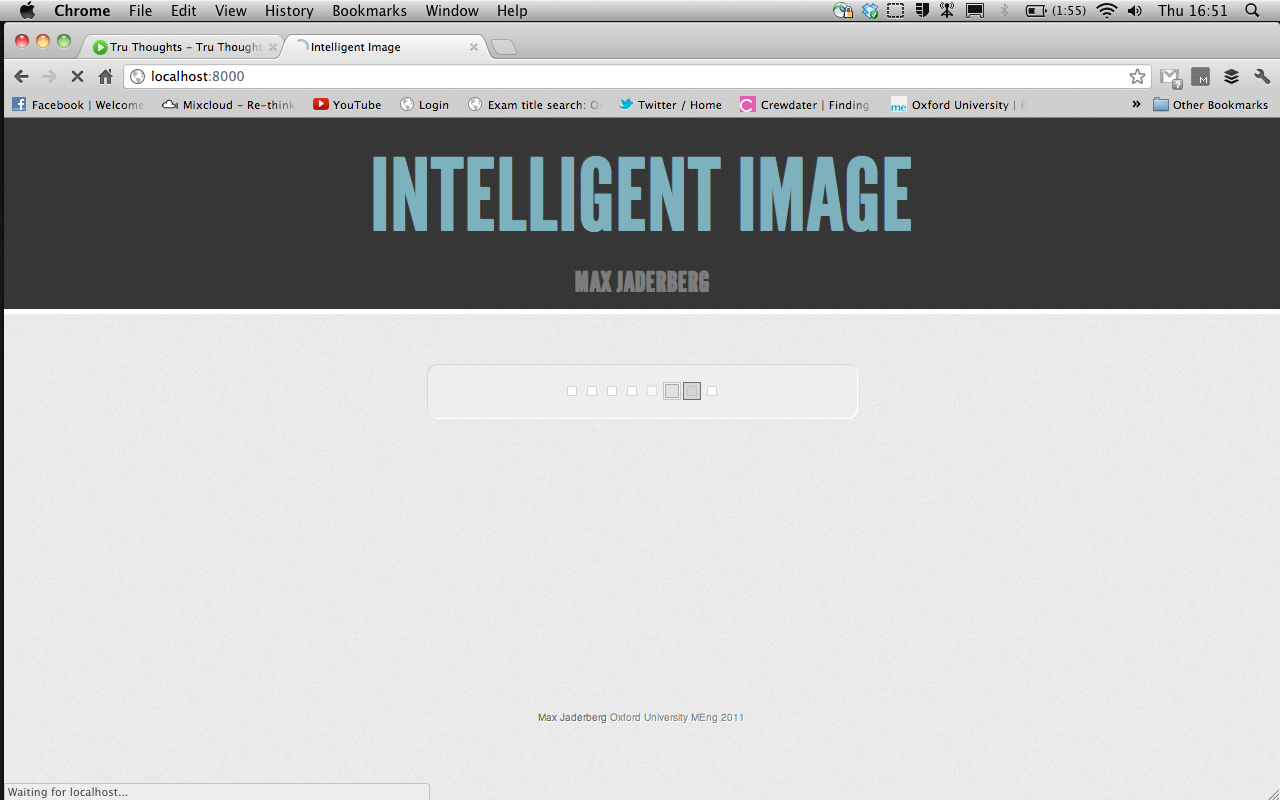 Chrome File Edit View History Bookmarks Window Help (1:55) Thu 16:51
Tru Thoughts – Tru Thought Intelligent Image
localhost:8000
Facebook | Welcome Mixcloud – Re-think YouTube Login Exam title search: O Twitter / Home Crewdater | Finding me Oxford University | » Other Bookmarks
INTELLIGENT IMAGE
MAX JADERBERG
Max Jaderberg Oxford University MEng 2011
Waiting for localhost...